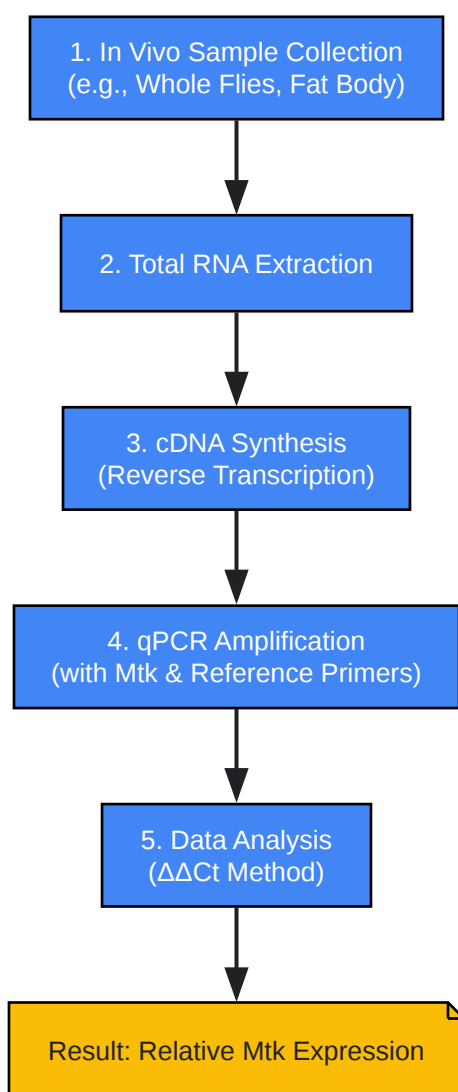 1. In Vivo Sample Collection
(e.g., Whole Flies, Fat Body)
2. Total RNA Extraction
3. cDNA Synthesis
(Reverse Transcription)
4. qPCR Amplification
(with Mtk & Reference Primers)
5. Data Analysis
(ΔΔCt Method)
Result: Relative Mtk Expression